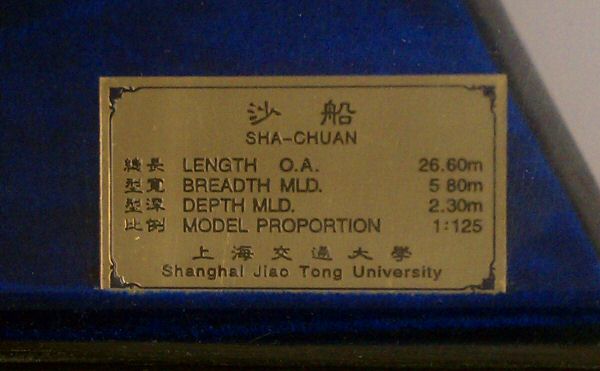 沙船
SHA-CHUAN
總長 LENGTH O.A. 26.60m
型寬 BREADTH MLD. 5 80m
型深 DEPTH MLD. 2.30m
比例 MODEL PROPORTION 1:125
上海交通大學
Shanghai Jiao Tong University